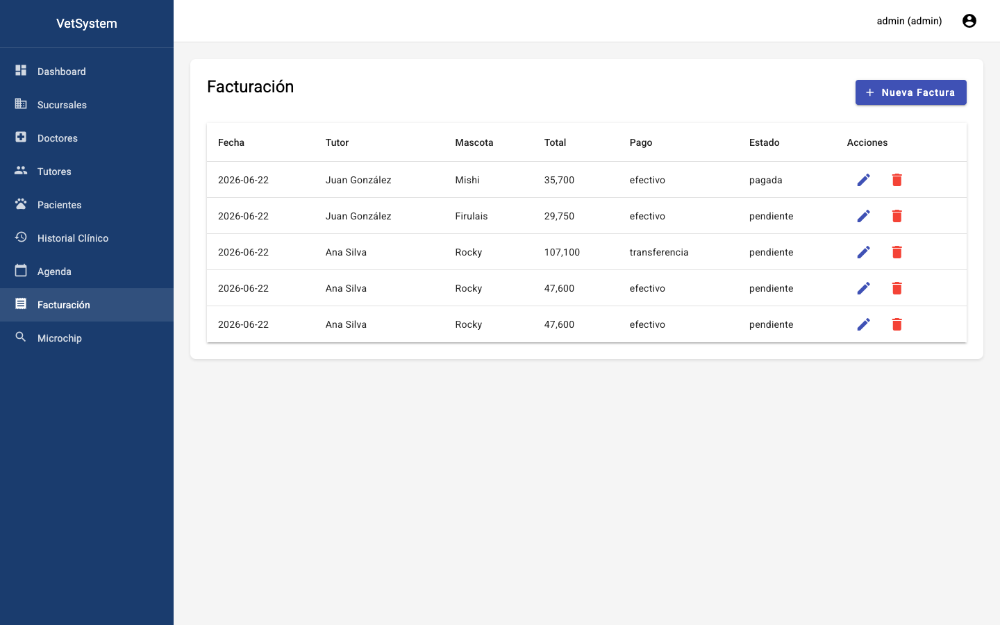 VetSystem
admin (admin)
Dashboard
Sucursales
Doctores
Tutores
Pacientes
Historial Clínico
Agenda
Facturación
Microchip
Facturación
Nueva Factura
Fecha Tutor Mascota Total Pago Estado Acciones
2026-06-22 Juan González Mishi 35,700 efectivo pagada
2026-06-22 Juan González Firulais 29,750 efectivo pendiente
2026-06-22 Ana Silva Rocky 107,100 transferencia pendiente
2026-06-22 Ana Silva Rocky 47,600 efectivo pendiente
2026-06-22 Ana Silva Rocky 47,600 efectivo pendiente